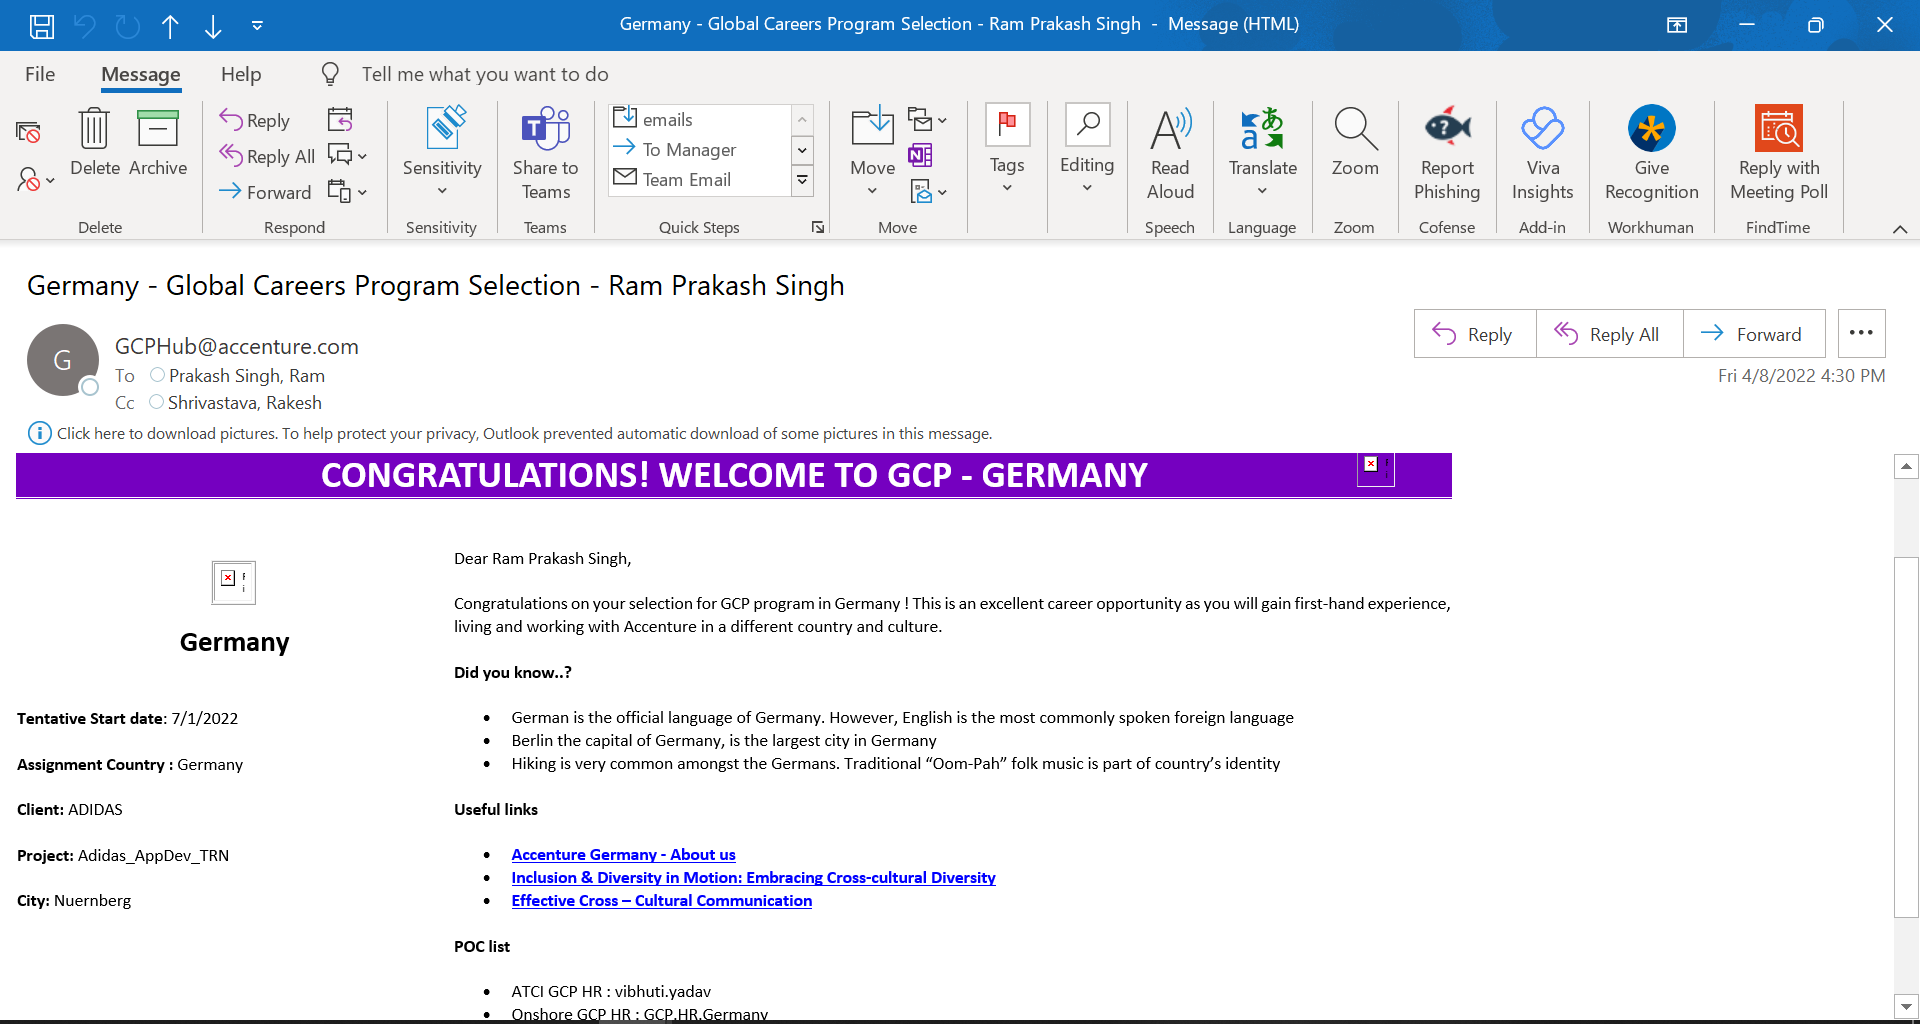 Germany - Global Careers Program Selection - Ram Prakash Singh - Message (HTML)
File Message Help Tell me what you want to do
Delete Archive
Delete
Reply
Reply All
Forward
Respond
Sensitivity
Sensitivity
Share to
Teams
Teams
emails
To Manager
Team Email
Quick Steps
Move
Move
Tags
Editing
Read
Aloud
Speech
Translate
Language
Zoom
Zoom
Report
Phishing
Cofense
Viva
Insights
Add-in
Give
Recognition
Workhuman
Reply with
Meeting Poll
FindTime
Germany - Global Careers Program Selection - Ram Prakash Singh
G
GCPHub@accenture.com
To Prakash Singh, Ram
Cc Shrivastava, Rakesh
Reply Reply All Forward
Fri 4/8/2022 4:30 PM
Click here to download pictures. To help protect your privacy, Outlook prevented automatic download of some pictures in this message.
CONGRATULATIONS! WELCOME TO GCP - GERMANY
Germany
Tentative Start date: 7/1/2022
Assignment Country : Germany
Client: ADIDAS
Project: Adidas_AppDev_TRN
City: Nuernberg
Dear Ram Prakash Singh,
Congratulations on your selection for GCP program in Germany ! This is an excellent career opportunity as you will gain first-hand experience,
living and working with Accenture in a different country and culture.
Did you know..?
• German is the official language of Germany. However, English is the most commonly spoken foreign language
• Berlin the capital of Germany, is the largest city in Germany
• Hiking is very common amongst the Germans. Traditional “Oom-Pah” folk music is part of country’s identity
Useful links
• Accenture Germany - About us
• Inclusion & Diversity in Motion: Embracing Cross-cultural Diversity
• Effective Cross – Cultural Communication
POC list
• ATCI GCP HR : vibhuti.yadav
• Onshore GCP HR : GCP.HR.Germany